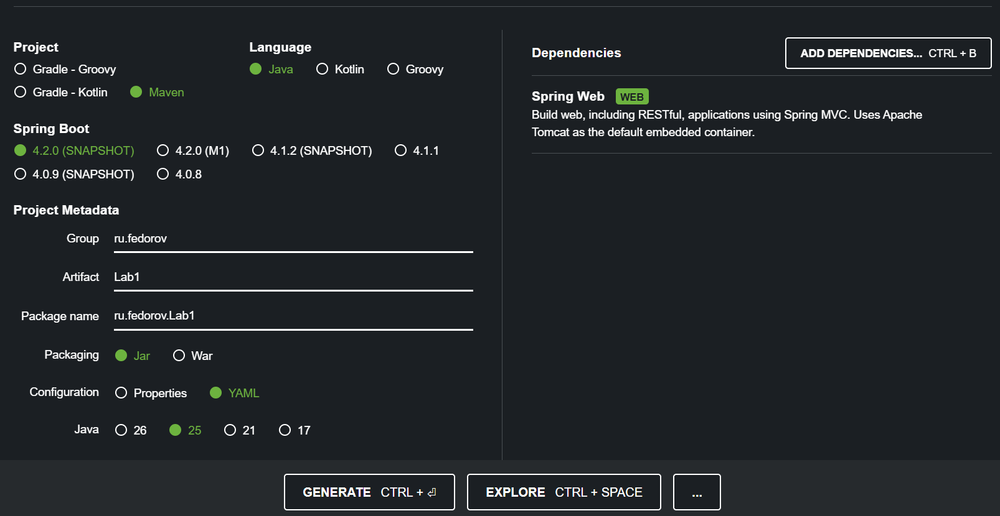 Project
Gradle - Groovy
Gradle - Kotlin Maven
Language
Java Kotlin Groovy
Spring Boot
4.2.0 (SNAPSHOT) 4.2.0 (M1) 4.1.2 (SNAPSHOT) 4.1.1
4.0.9 (SNAPSHOT) 4.0.8
Project Metadata
Group ru.fedorov
Artifact Lab1
Package name ru.fedorov.Lab1
Packaging Jar War
Configuration Properties YAML
Java 26 25 21 17
Dependencies
ADD DEPENDENCIES... CTRL + B
Spring Web WEB
Build web, including RESTful, applications using Spring MVC. Uses Apache
Tomcat as the default embedded container.
GENERATE CTRL + ⏎
EXPLORE CTRL + SPACE
...